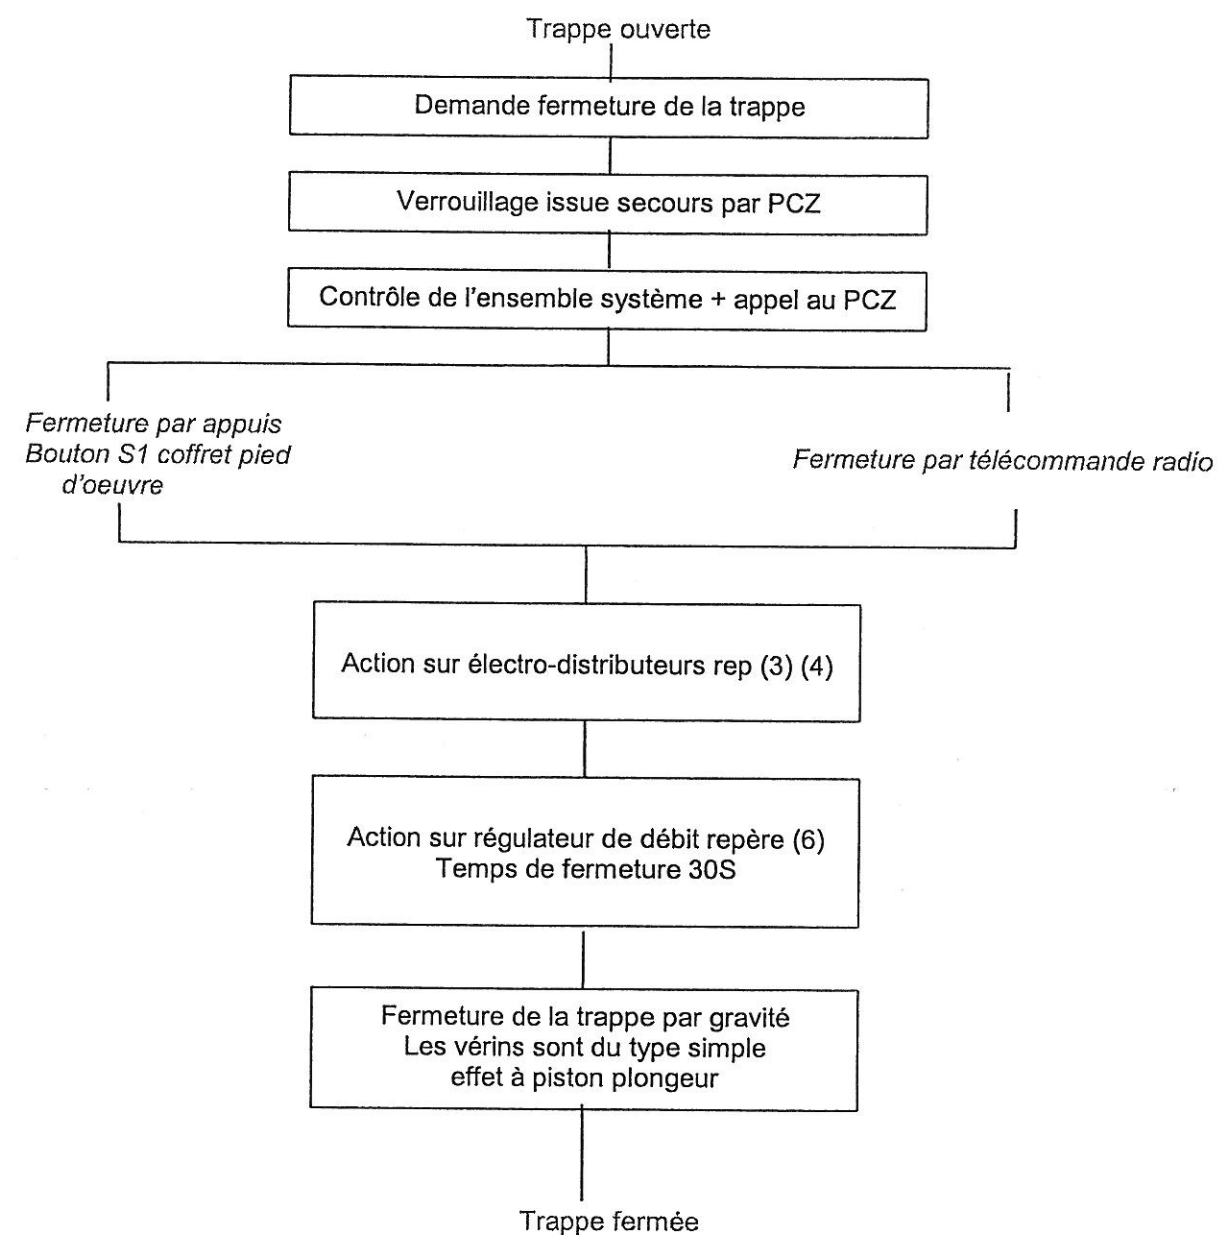 Trappe ouverte
Demande fermeture de la trappe
Verrouillage issue secours par PCZ
Contrôle de l'ensemble système + appel au PCZ
Fermeture par appuis
Bouton S1 coffret pied
d'oeuvre
Fermeture par télécommande radio
Action sur électro-distributeurs rep (3) (4)
Action sur régulateur de débit repère (6)
Temps de fermeture 30S
Fermeture de la trappe par gravité
Les vérins sont du type simple
effet à piston plongeur
Trappe fermée